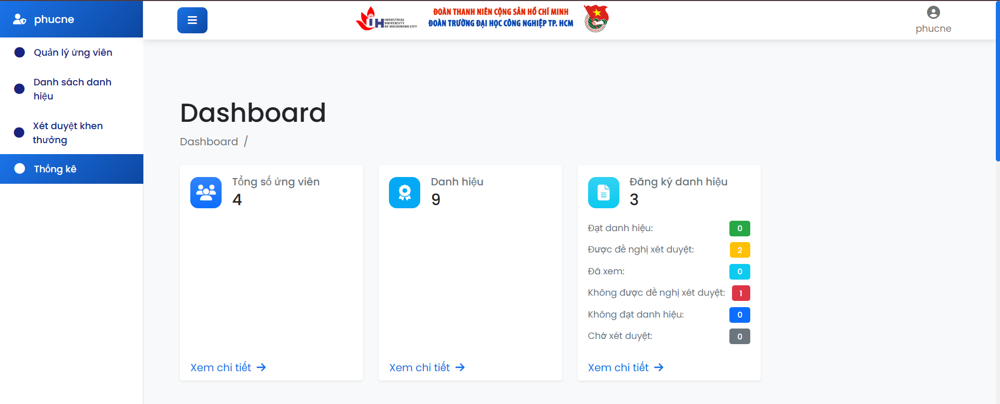 phucne
Quản lý ứng viên
Danh sách danh
hiệu
Xét duyệt khen
thưởng
Thống kê
IUH INDUSTRIAL
UNIVERSITY
OF HOCHIMINH CITY
ĐOÀN THANH NIÊN CỘNG SẢN HỒ CHÍ MINH
ĐOÀN TRƯỜNG ĐẠI HỌC CÔNG NGHIỆP TP. HCM
phucne
Dashboard
Dashboard /
Tổng số ứng viên
4
Xem chi tiết
Danh hiệu
9
Xem chi tiết
Đăng ký danh hiệu
3
Đạt danh hiệu: 0
Được đề nghị xét duyệt: 2
Đã xem: 0
Không được đề nghị xét duyệt: 1
Không đạt danh hiệu: 0
Chờ xét duyệt: 0
Xem chi tiết